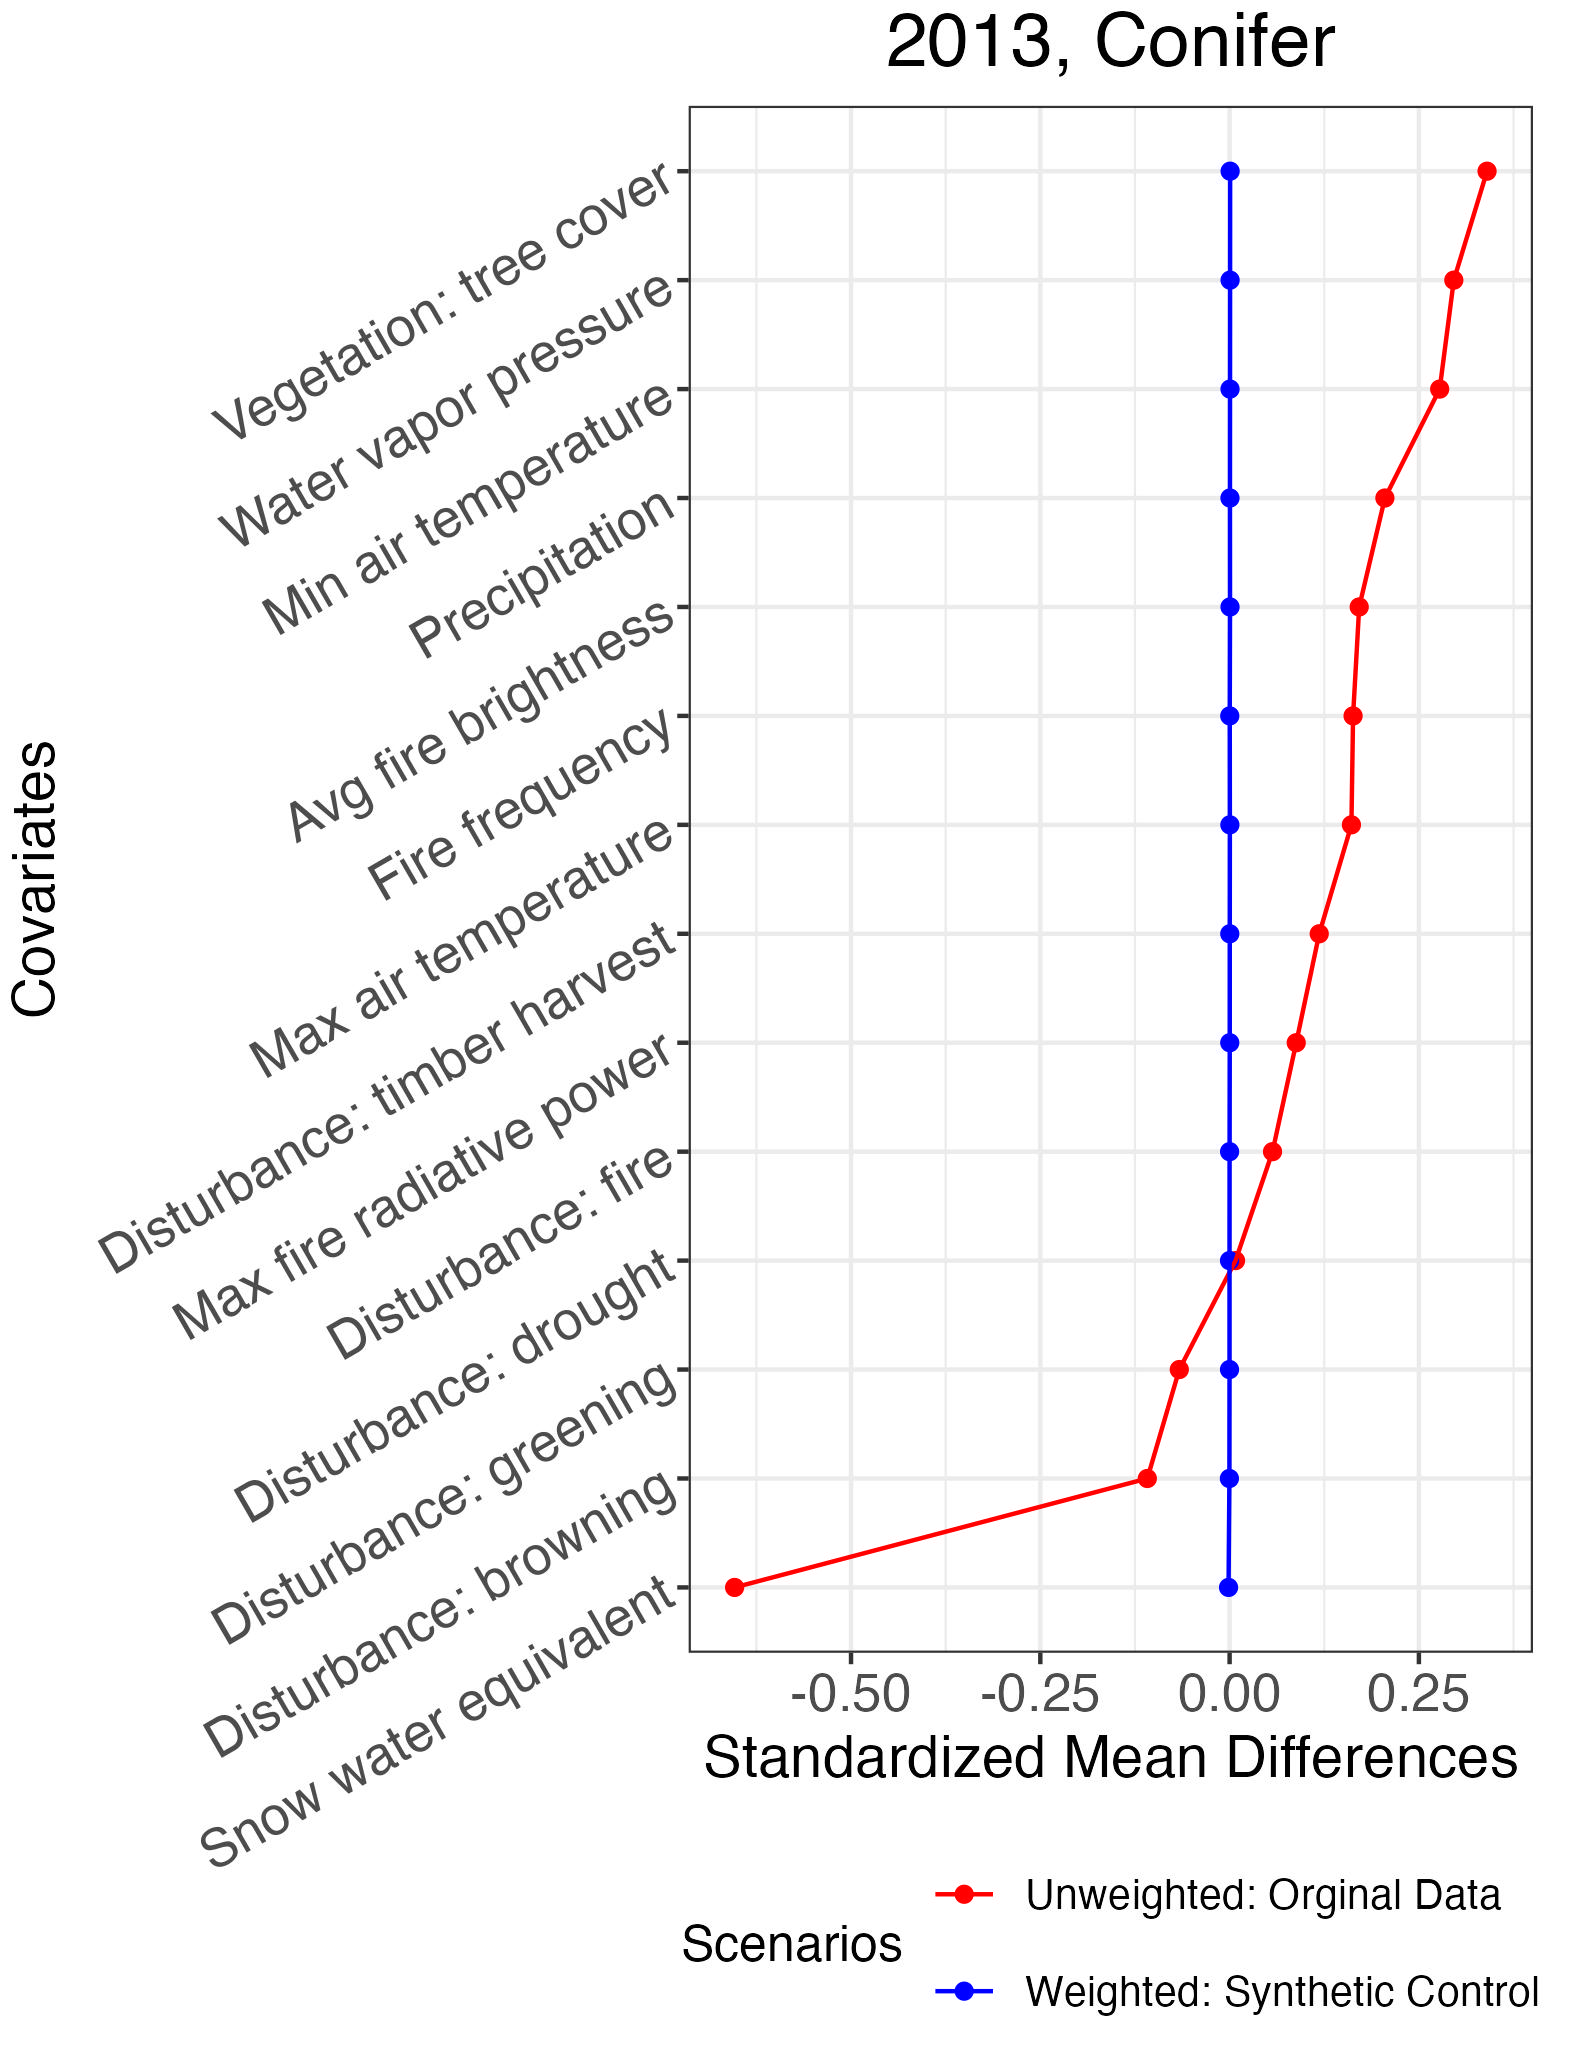 2013, Conifer
Covariates
Vegetation: tree cover
Water vapor pressure
Min air temperature
Precipitation
Avg fire brightness
Fire frequency
Max air temperature
Disturbance: timber harvest
Max fire radiative power
Disturbance: fire
Disturbance: drought
Disturbance: greening
Disturbance: browning
Snow water equivalent
-0.50 -0.25 0.00 0.25
Standardized Mean Differences
Scenarios
Unweighted: Orginal Data
Weighted: Synthetic Control